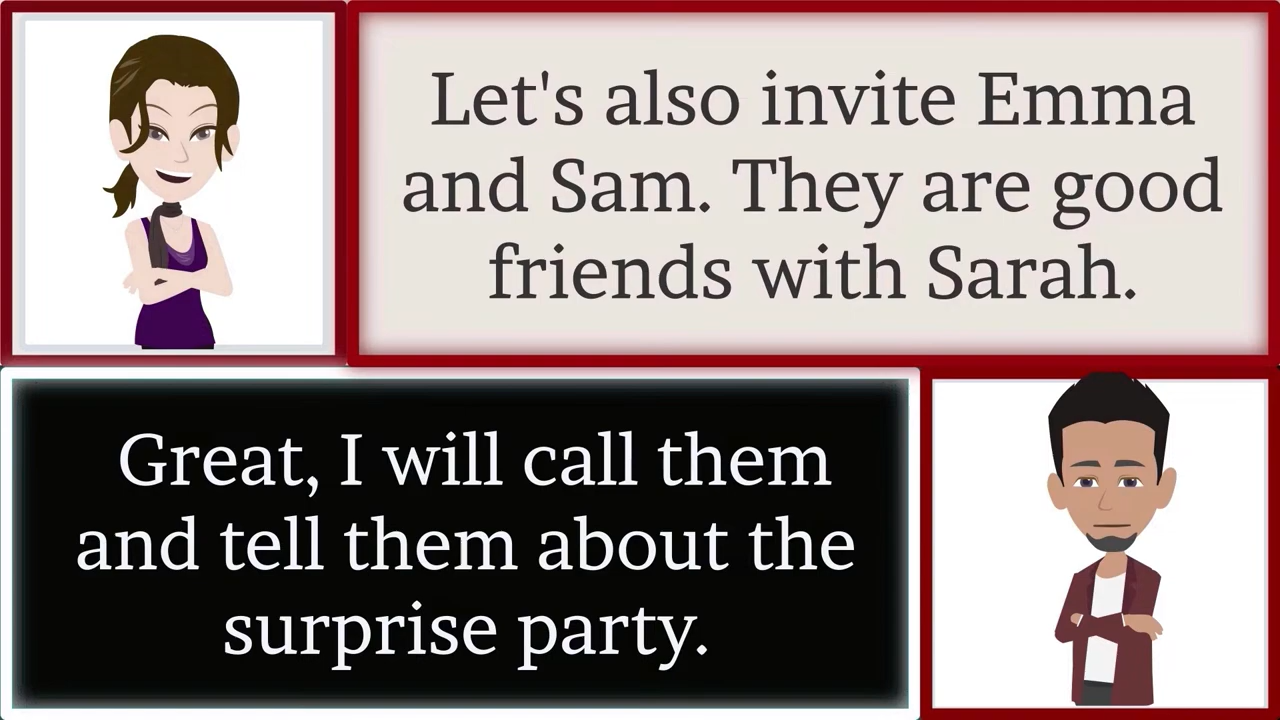 Let's also invite Emma
and Sam. They are good
friends with Sarah.
Great, I will call them
and tell them about the
surprise party.